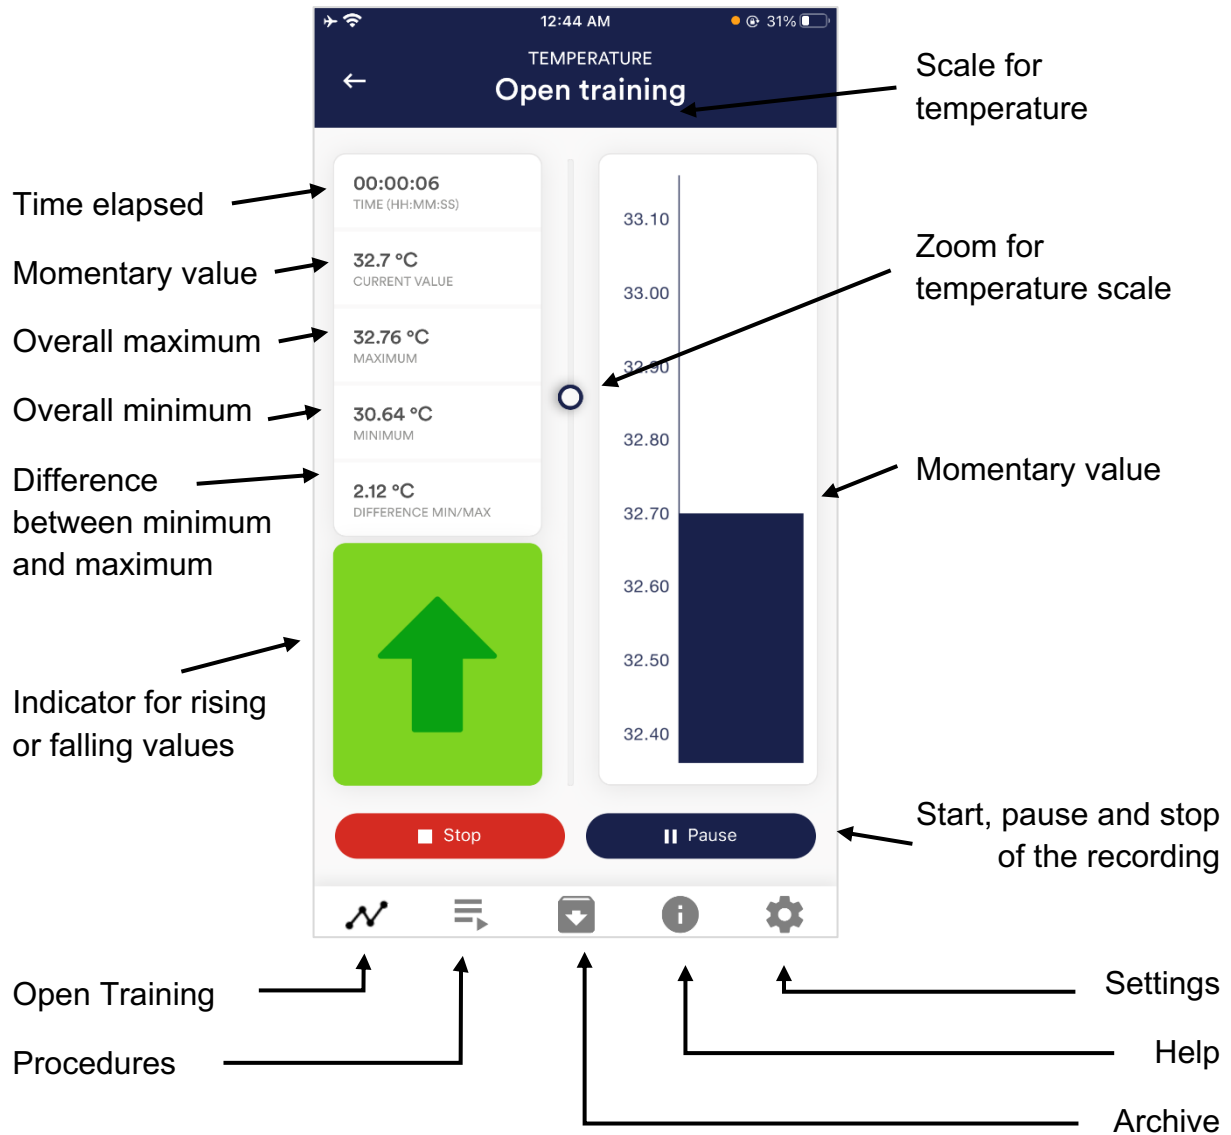 12:44 AM
31%
TEMPERATURE
Open training
Scale for
temperature
Time elapsed
Momentary value
Overall maximum
Overall minimum
Difference
between minimum
and maximum
Indicator for rising
or falling values
00:00:06
TIME (HH:MM:SS)
32.7 °C
CURRENT VALUE
32.76 °C
MAXIMUM
30.64 °C
MINIMUM
2.12 °C
DIFFERENCE MIN/MAX
33.10
33.00
32.90
32.80
32.70
32.60
32.50
32.40
Zoom for
temperature scale
Momentary value
Stop
Pause
Start, pause and stop
of the recording
Open Training
Procedures
Settings
Help
Archive